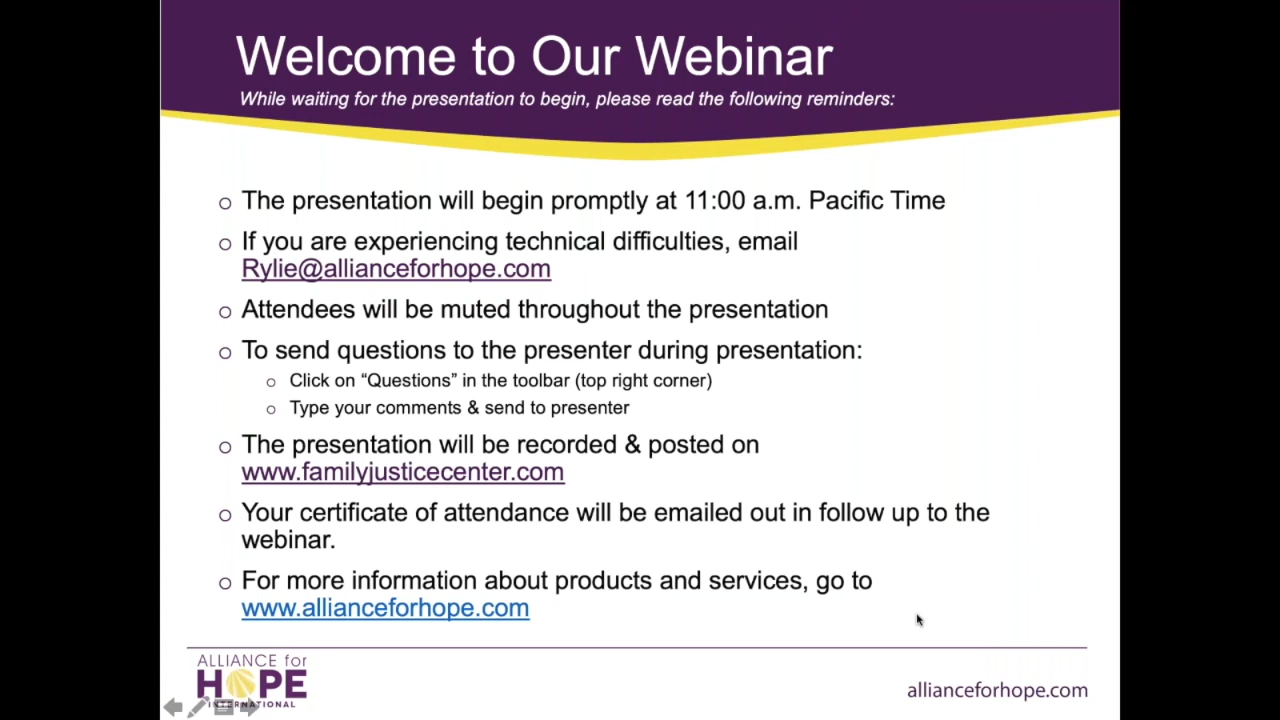 Welcome to Our Webinar
While waiting for the presentation to begin, please read the following reminders:
The presentation will begin promptly at 11:00 a.m. Pacific Time
If you are experiencing technical difficulties, email
Rylie@allianceforhope.com
Attendees will be muted throughout the presentation
To send questions to the presenter during presentation:
Click on “Questions” in the toolbar (top right corner)
Type your comments & send to presenter
The presentation will be recorded & posted on
www.familyjusticecenter.com
Your certificate of attendance will be emailed out in follow up to the
webinar.
For more information about products and services, go to
www.allianceforhope.com
ALLIANCE for
HOPE
INTERNATIONAL
allianceforhope.com